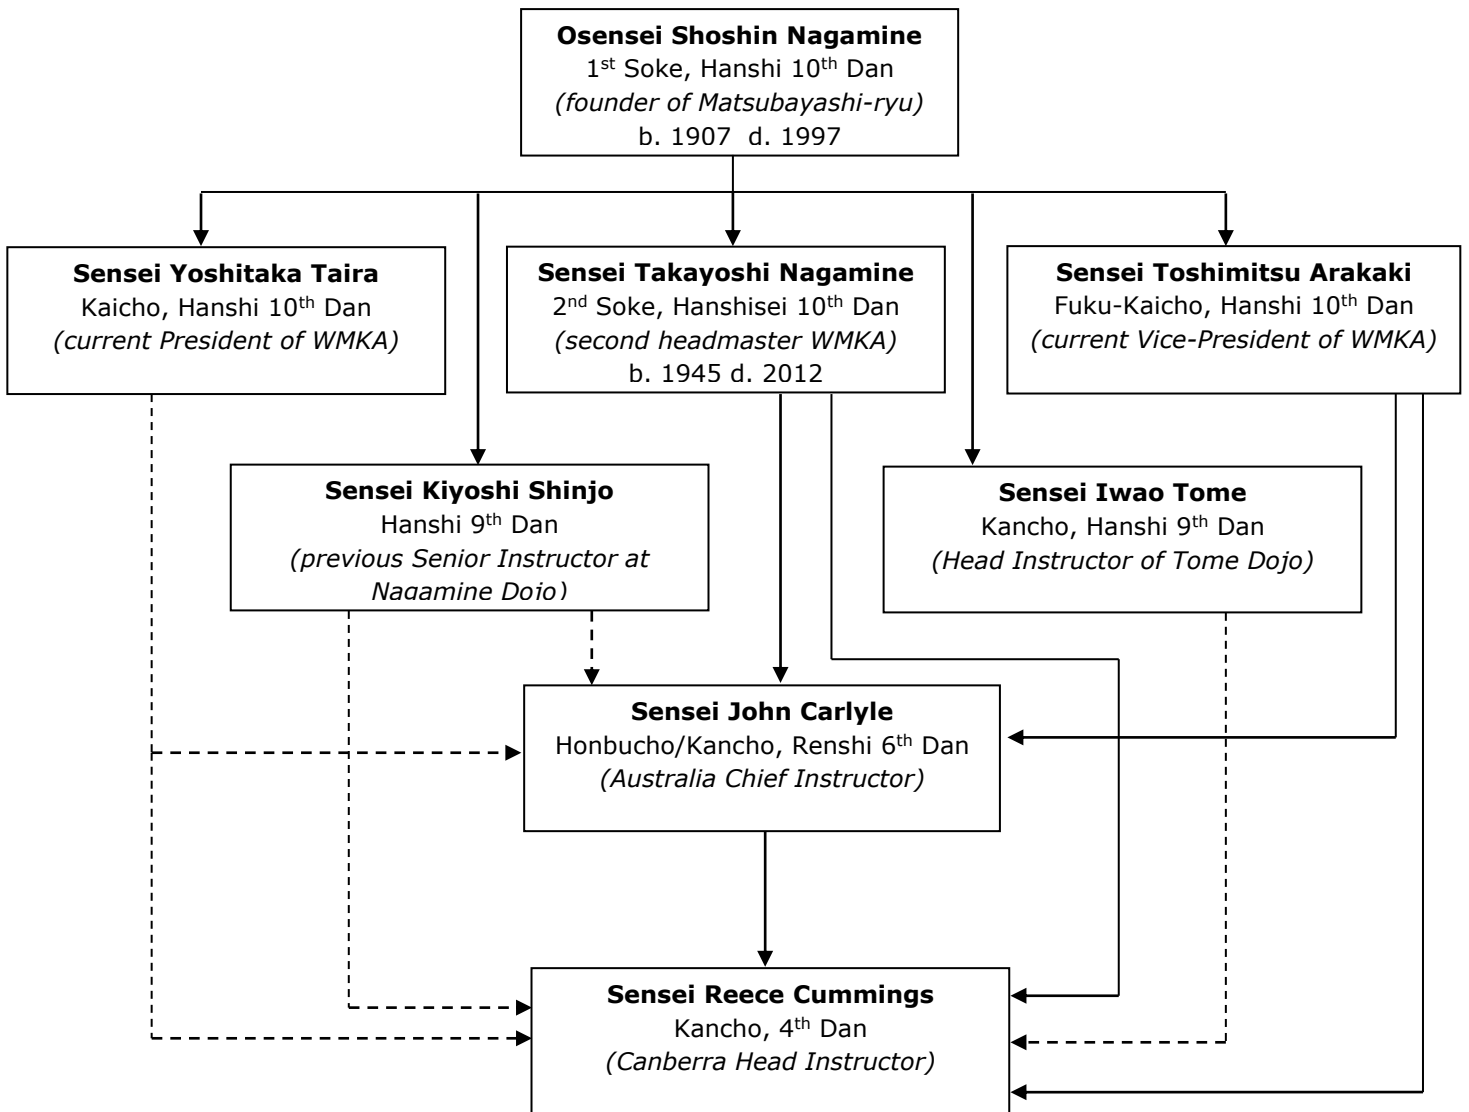 Osensei Shoshin Nagamine
1st Soke, Hanshi 10th Dan
(founder of Matsubayashi-ryu)
b. 1907 d. 1997
Sensei Yoshitaka Taira
Kaicho, Hanshi 10th Dan
(current President of WMKA)
Sensei Takayoshi Nagamine
2nd Soke, Hanshisei 10th Dan
(second headmaster WMKA)
b. 1945 d. 2012
Sensei Toshimitsu Arakaki
Fuku-Kaicho, Hanshi 10th Dan
(current Vice-President of WMKA)
Sensei Kiyoshi Shinjo
Hanshi 9th Dan
(previous Senior Instructor at
Nagamine Dojo)
Sensei Iwao Tome
Kancho, Hanshi 9th Dan
(Head Instructor of Tome Dojo)
Sensei John Carlyle
Honbucho/Kancho, Renshi 6th Dan
(Australia Chief Instructor)
Sensei Reece Cummings
Kancho, 4th Dan
(Canberra Head Instructor)